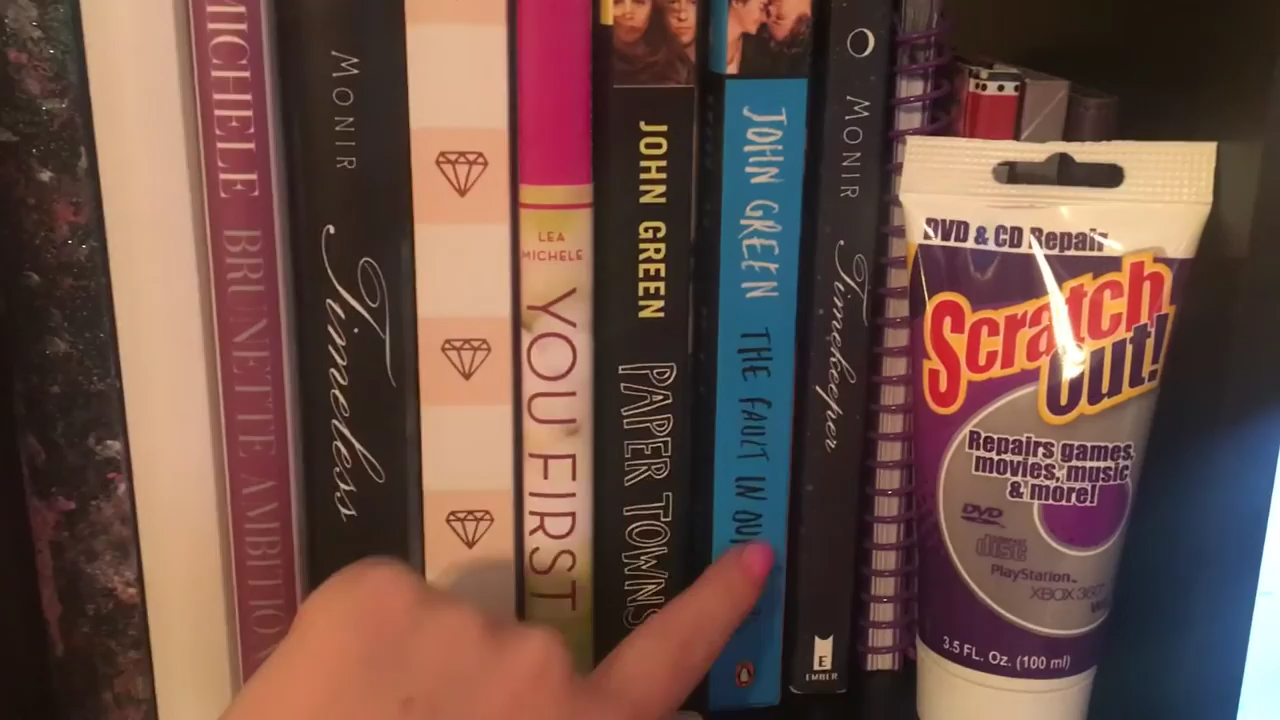 MICHELE BRUNETTE AMBITIO
MONIR
Timeless
LEA
MICHELE
YOU FIRST
JOHN GREEN
PAPER TOWNS
JOHN GREEN
THE FAULT IN OU
MONIR
Timekeeper
E
EMBER
DVD & CD Repair
Scratch
out!
Repairs games,
movies, music
& more!
DVD
disc
PlayStation
XBOX 360
3.5 FL. Oz. (100 ml)